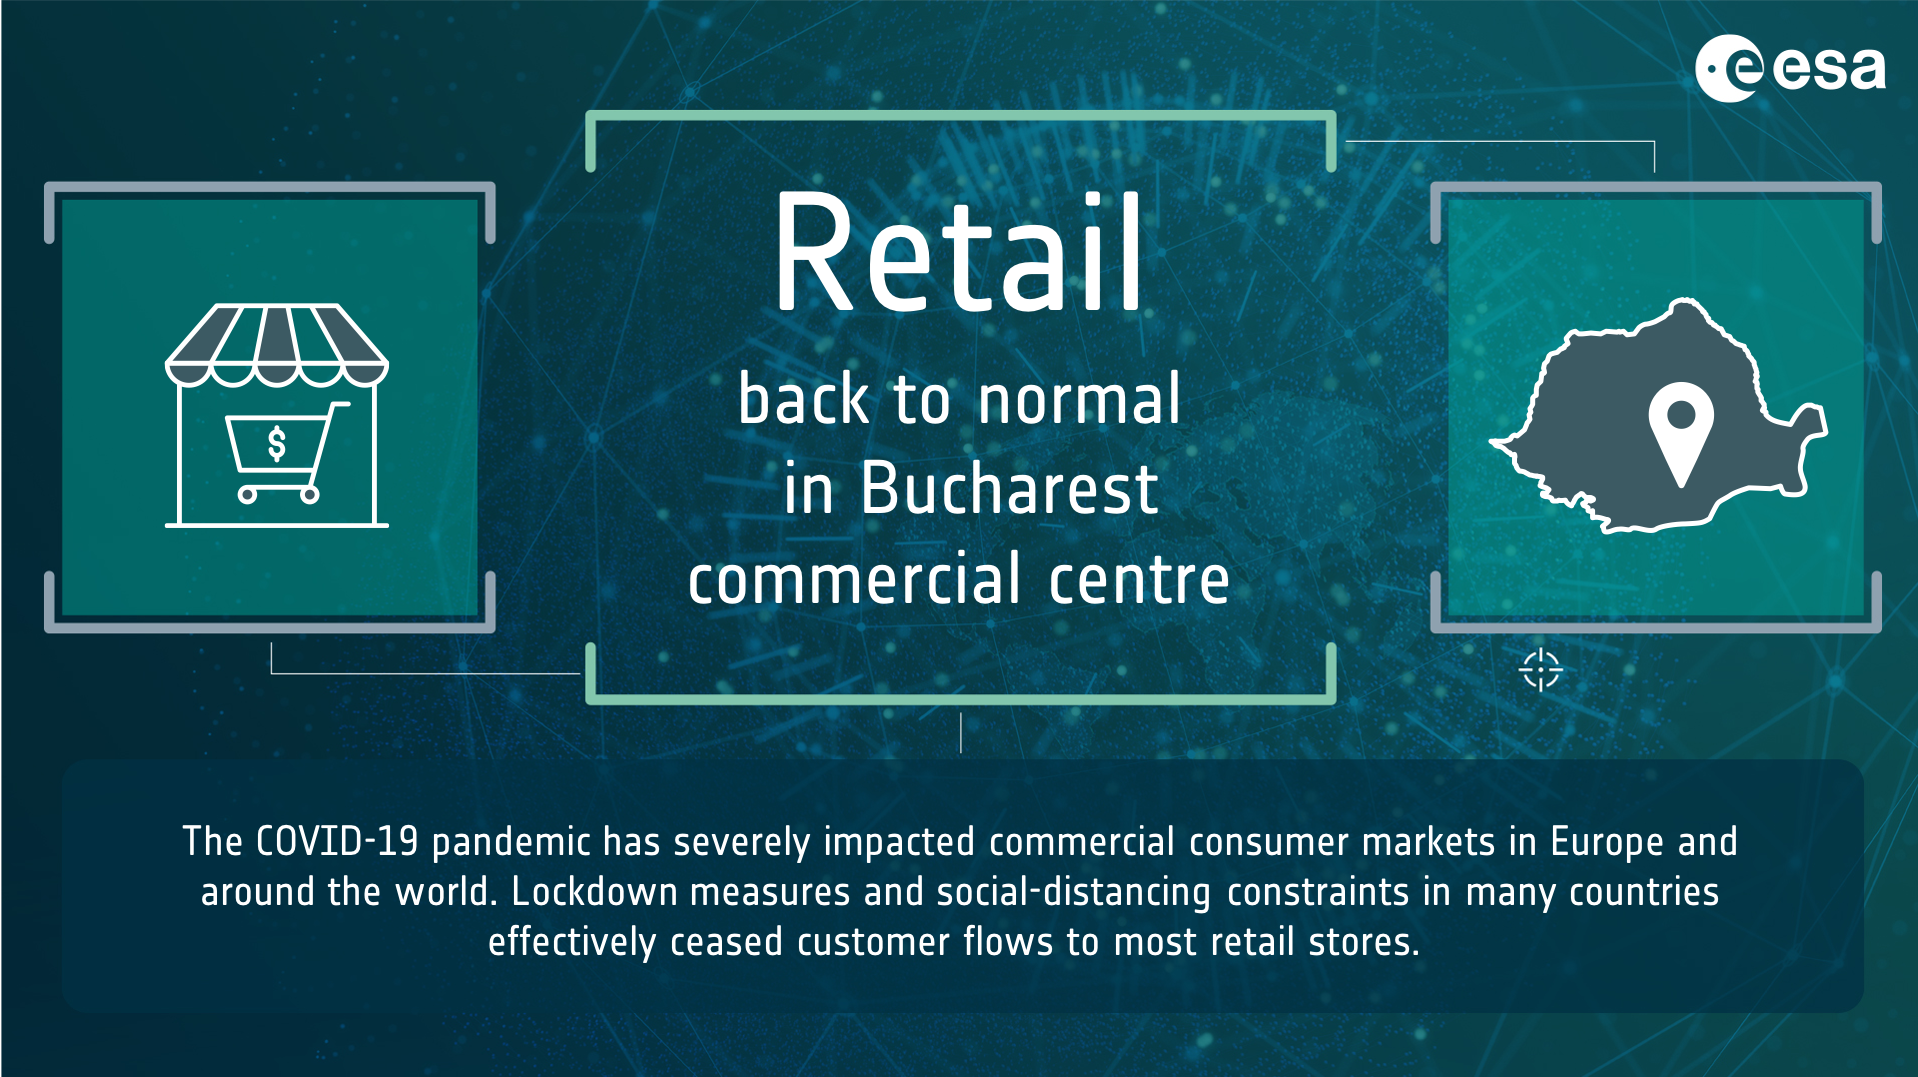 esa
Retail
back to normal
in Bucharest
commercial centre
$
The COVID-19 pandemic has severely impacted commercial consumer markets in Europe and
around the world. Lockdown measures and social-distancing constraints in many countries
effectively ceased customer flows to most retail stores.